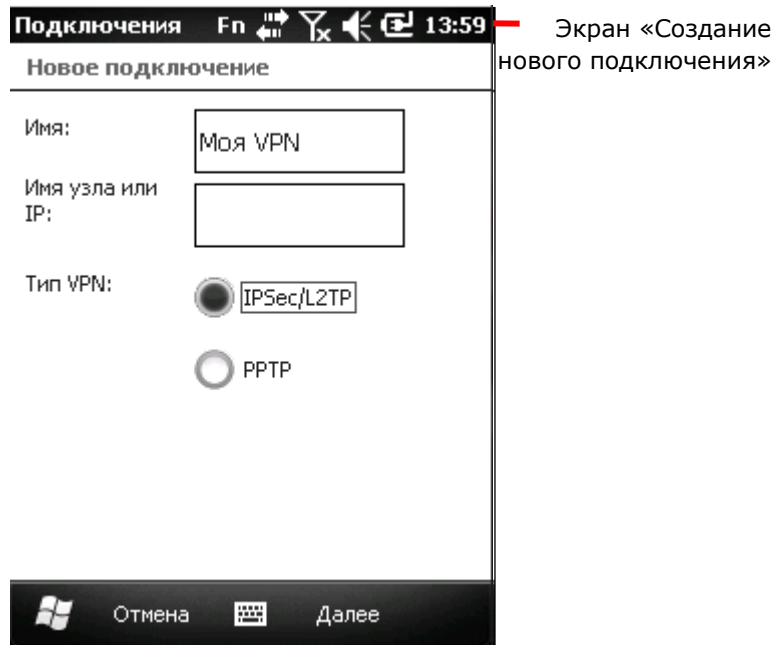 Подключения Fn 13:59
Экран «Создание
нового подключения»
Новое подключение
Имя:
Моя VPN
Имя узла или
IP:
Тип VPN:
IPSec/L2TP
PPTP
Отмена Далее